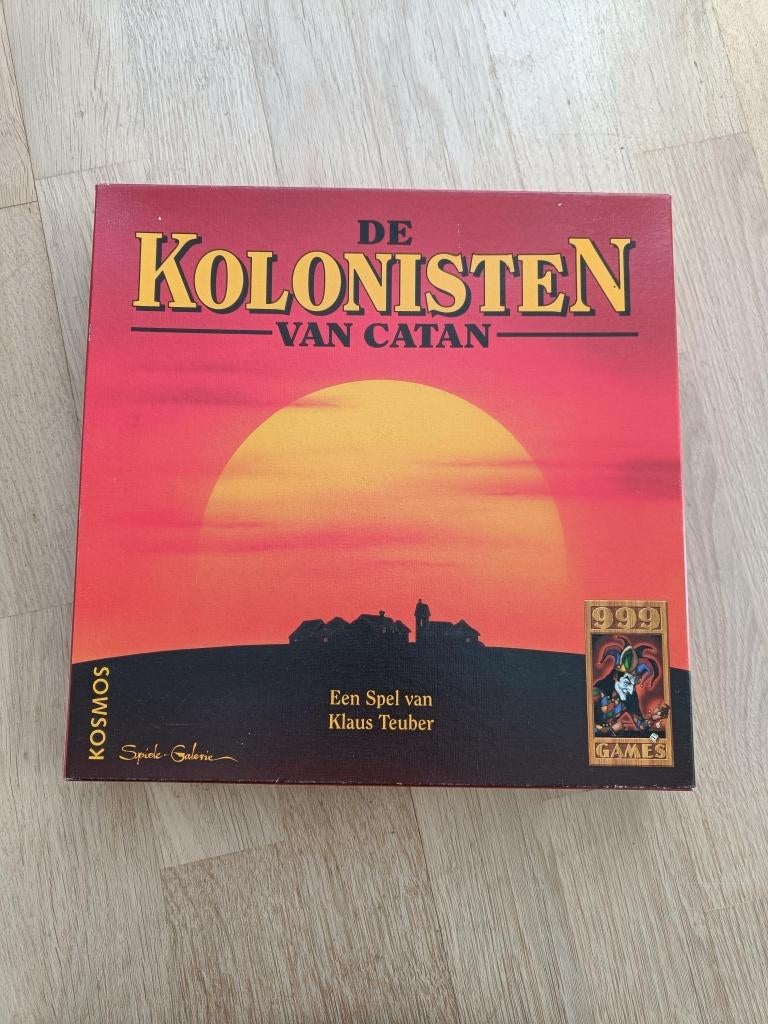 DE
KOLONISTEN
VAN CATAN
Een Spel van
Klaus Teuber
KOSMOS
Spiele-Galerie
999
GAMES